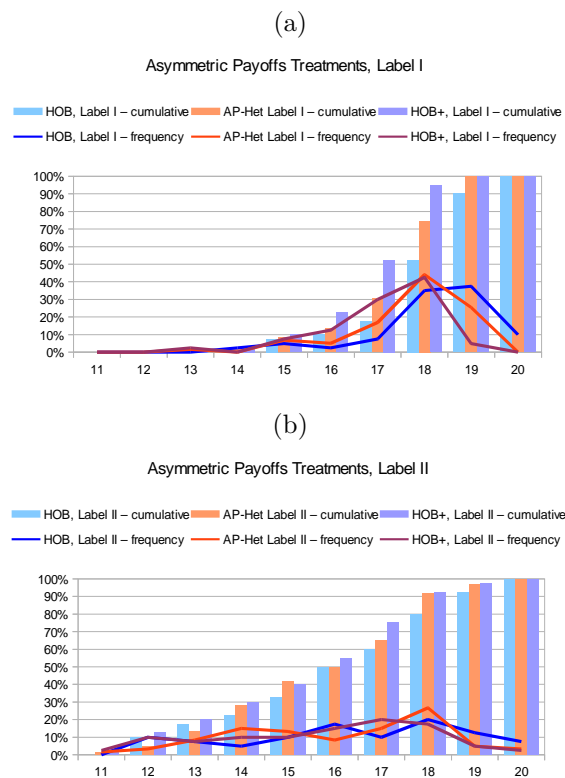 (a)
Asymmetric Payoffs Treatments, Label I
HOB, Label I – cumulative AP-Het Label I – cumulative HOB+, Label I – cumulative
HOB, Label I – frequency AP-Het Label I – frequency HOB+, Label I – frequency
100%
90%
80%
70%
60%
50%
40%
30%
20%
10%
0%
11 12 13 14 15 16 17 18 19 20
(b)
Asymmetric Payoffs Treatments, Label II
HOB, Label II – cumulative AP-Het Label II – cumulative HOB+, Label II – cumulative
HOB, Label II – frequency AP-Het Label II – frequency HOB+, Label II – frequency
100%
90%
80%
70%
60%
50%
40%
30%
20%
10%
0%
11 12 13 14 15 16 17 18 19 20